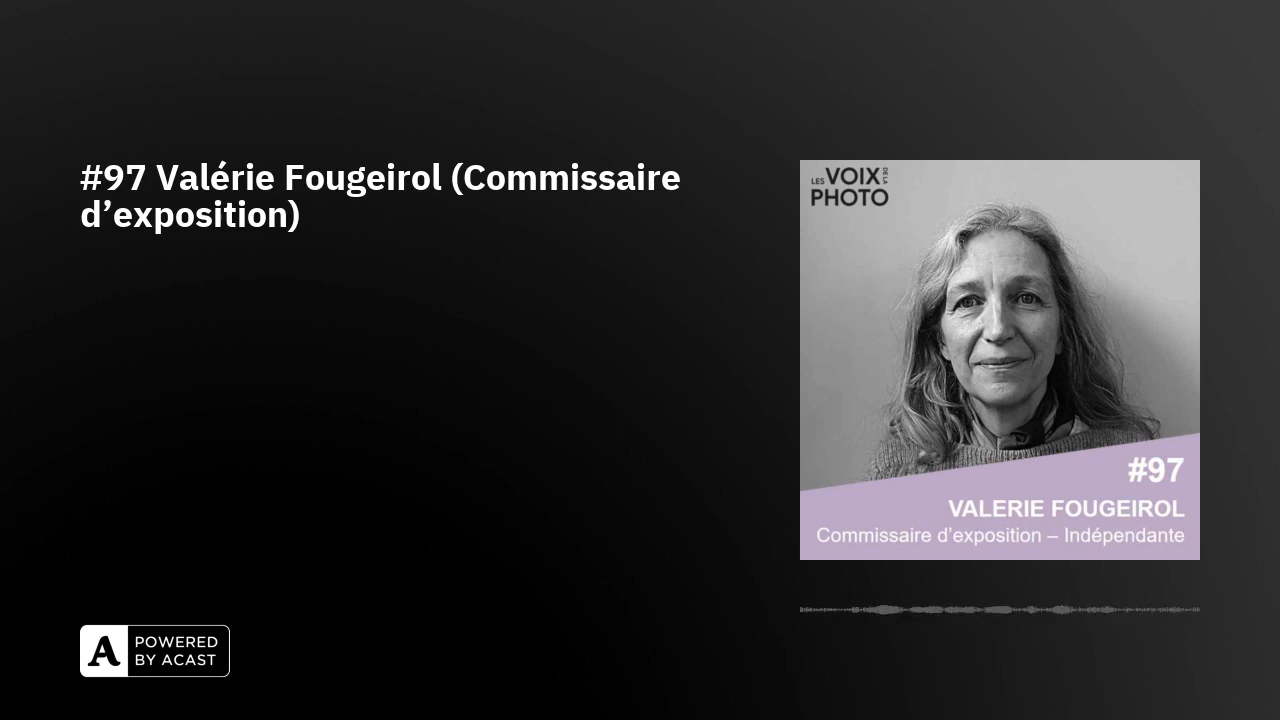 #97 Valérie Fougeirol (Commissaire
d’exposition)
LES VOIX DE LA
PHOTO
#97
VALERIE FOUGEIROL
Commissaire d’exposition – Indépendante
A POWERED
BY ACAST